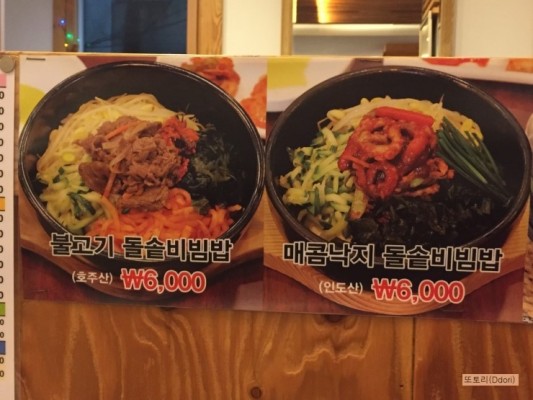 불고기 돌솥비빔밥
(호주산) ₩6,000
매콤낙지 돌솥비빔밥
(인도산) ₩6,000
또토리(Ddori)